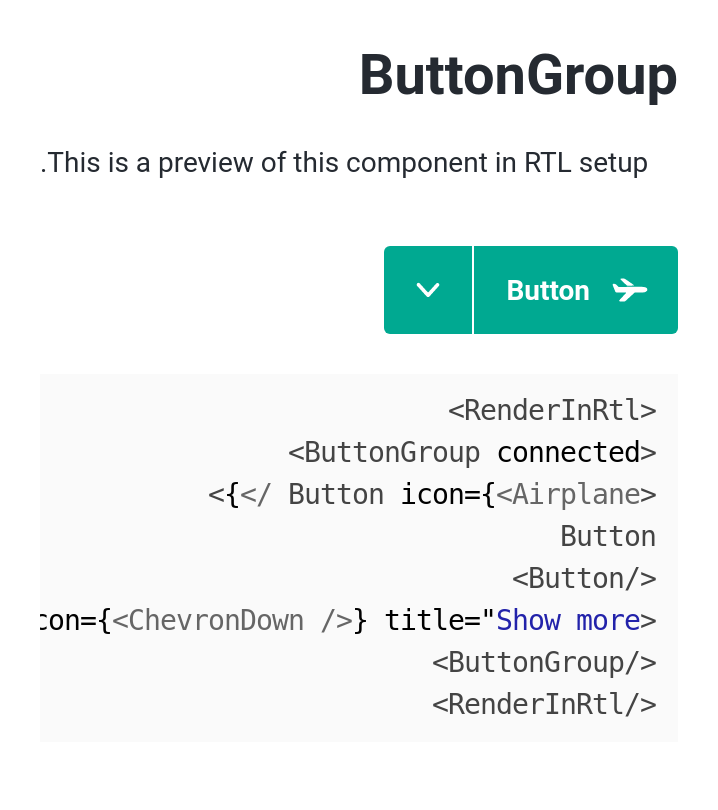 ButtonGroup
.This is a preview of this component in RTL setup
Button
<RenderInRtl>
<ButtonGroup connected>
<{</ Button icon={<Airplane>
Button
<Button/>
con={<ChevronDown />} title="Show more>
<ButtonGroup/>
<RenderInRtl/>